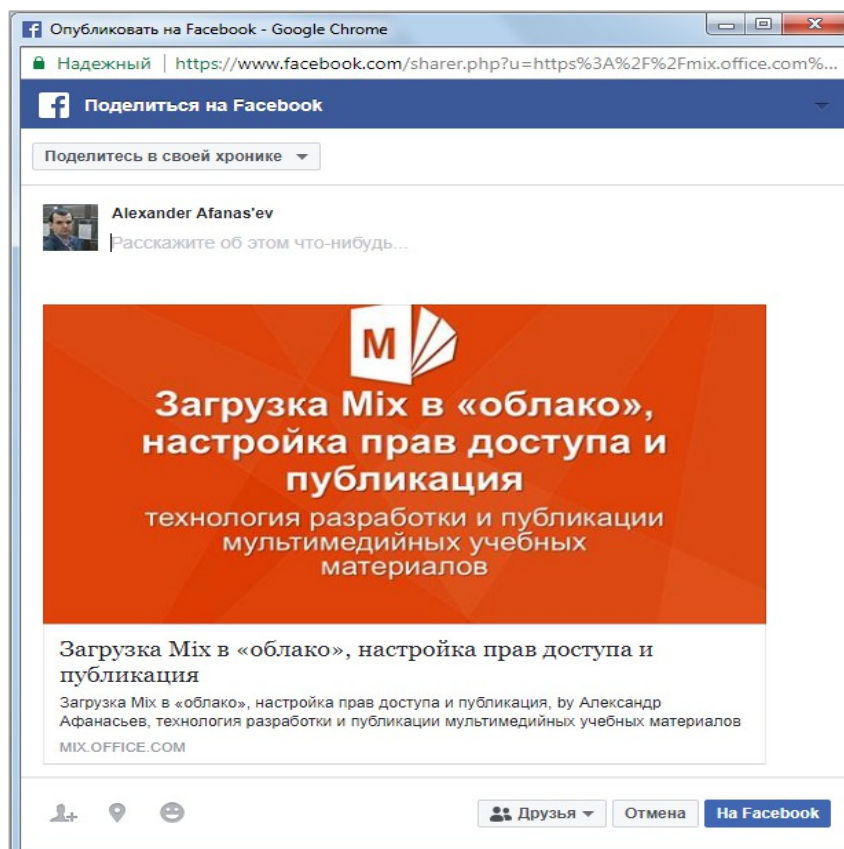 Опубликовать на Facebook - Google Chrome
Надежный | https://www.facebook.com/sharer.php?u=https%3A%2F%2Fmix.office.com%...
Поделиться на Facebook
Поделитесь в своей хронике
Alexander Afanas'ev
Расскажите об этом что-нибудь...
M
Загрузка Mix в «облако»,
настройка прав доступа и
публикация
технология разработки и публикации
мультимедийных учебных
материалов
Загрузка Mix в «облако», настройка прав доступа и
публикация
Загрузка Mix в «облако», настройка прав доступа и публикация, by Александр
Афанасьев, технология разработки и публикации мультимедийных учебных материалов
MIX.OFFICE.COM
Друзья Отмена На Facebook